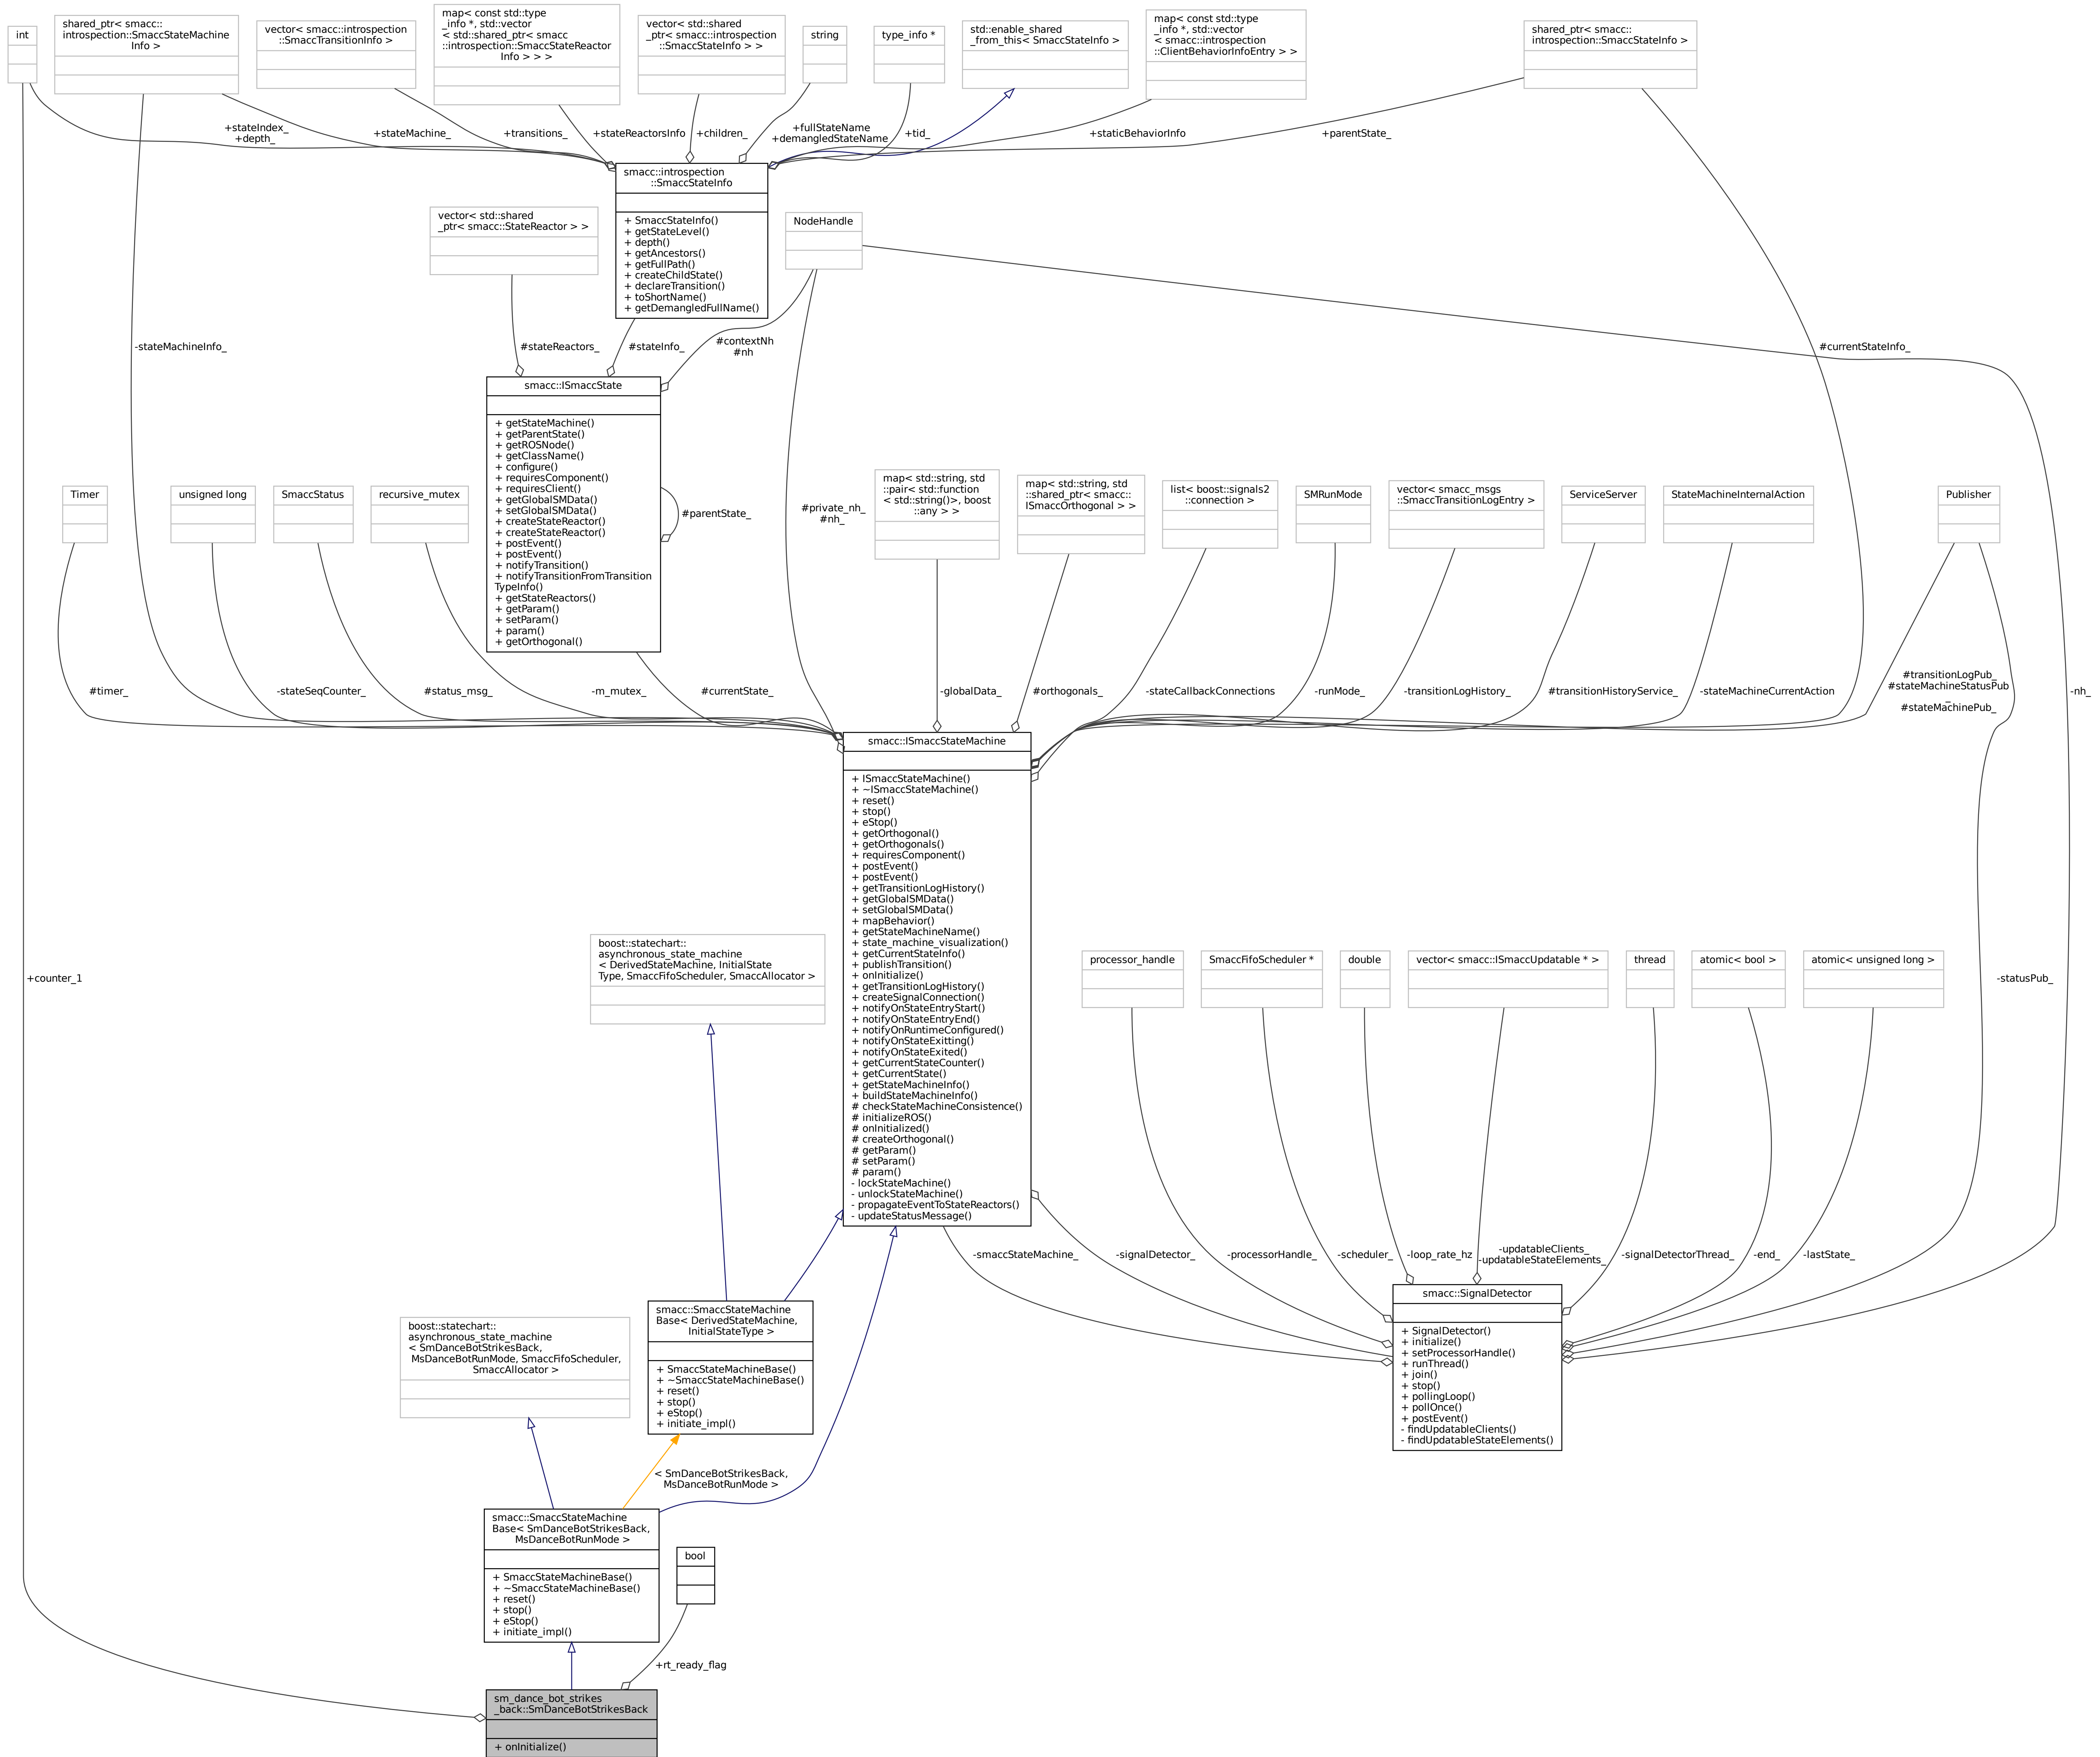 int
shared_ptr< smacc::
introspection::SmaccStateMachine
Info >
vector< smacc::introspection
::SmaccTransitionInfo >
map< const std::type
_info *, std::vector
< std::shared_ptr< smacc
::introspection::SmaccStateReactor
Info > > >
vector< std::shared
_ptr< smacc::introspection
::SmaccStateInfo > >
string
type_info *
std::enable_shared
_from_this< SmaccStateInfo >
map< const std::type
_info *, std::vector
< smacc::introspection
::ClientBehaviorInfoEntry > >
shared_ptr< smacc::
introspection::SmaccStateInfo >
+stateIndex_
+depth_
+stateMachine_
+transitions_
+stateReactorsInfo
+children_
+fullStateName
+demangledStateName
+tid_
+staticBehaviorInfo
+parentState_
smacc::introspection
::SmaccStateInfo
+ SmaccStateInfo()
+ getStateLevel()
+ depth()
+ getAncestors()
+ getFullPath()
+ createChildState()
+ declareTransition()
+ toShortName()
+ getDemangledFullName()
vector< std::shared
_ptr< smacc::StateReactor > >
NodeHandle
-stateMachineInfo_
#stateReactors_
#stateInfo_
#contextNh
#nh
#currentStateInfo_
smacc::ISmaccState
+ getStateMachine()
+ getParentState()
+ getROSNode()
+ getClassName()
+ configure()
+ requiresComponent()
+ requiresClient()
+ getGlobalSMData()
+ setGlobalSMData()
+ createStateReactor()
+ createStateReactor()
+ postEvent()
+ postEvent()
+ notifyTransition()
+ notifyTransitionFromTransition
TypeInfo()
+ getStateReactors()
+ getParam()
+ setParam()
+ param()
+ getOrthogonal()
#parentState_
Timer
unsigned long
SmaccStatus
recursive_mutex
#private_nh_
#nh_
map< std::string, std
::pair< std::function
< std::string()>, boost
::any > >
map< std::string, std
::shared_ptr< smacc::
ISmaccOrthogonal > >
list< boost::signals2
::connection >
SMRunMode
vector< smacc_msgs
::SmaccTransitionLogEntry >
ServiceServer
StateMachineInternalAction
Publisher
#timer_
-stateSeqCounter_
#status_msg_
-m_mutex_
#currentState_
-globalData_
#orthogonals_
-stateCallbackConnections
-runMode_
-transitionLogHistory_
#transitionHistoryService_
-stateMachineCurrentAction
#transitionLogPub_
#stateMachineStatusPub
_
#stateMachinePub_
-nh_
smacc::ISmaccStateMachine
+ ISmaccStateMachine()
+ ~ISmaccStateMachine()
+ reset()
+ stop()
+ eStop()
+ getOrthogonal()
+ getOrthogonals()
+ requiresComponent()
+ postEvent()
+ postEvent()
+ getTransitionLogHistory()
+ getGlobalSMData()
+ setGlobalSMData()
+ mapBehavior()
+ getStateMachineName()
+ state_machine_visualization()
+ getCurrentStateInfo()
+ publishTransition()
+ onInitialize()
+ getTransitionLogHistory()
+ createSignalConnection()
+ notifyOnStateEntryStart()
+ notifyOnStateEntryEnd()
+ notifyOnRuntimeConfigured()
+ notifyOnStateExitting()
+ notifyOnStateExited()
+ getCurrentStateCounter()
+ getCurrentState()
+ getStateMachineInfo()
+ buildStateMachineInfo()
# checkStateMachineConsistence()
# initializeROS()
# onInitialized()
# createOrthogonal()
# getParam()
# setParam()
# param()
- lockStateMachine()
- unlockStateMachine()
- propagateEventToStateReactors()
- updateStatusMessage()
+counter_1
boost::statechart::
asynchronous_state_machine
< DerivedStateMachine, InitialState
Type, SmaccFifoScheduler, SmaccAllocator >
processor_handle
SmaccFifoScheduler *
double
vector< smacc::ISmaccUpdatable * >
thread
atomic< bool >
atomic< unsigned long >
-statusPub_
-smaccStateMachine_
-signalDetector_
-processorHandle_
-scheduler_
-loop_rate_hz
-updatableClients_
-updatableStateElements_
-signalDetectorThread_
-end_
-lastState_
smacc::SignalDetector
+ SignalDetector()
+ initialize()
+ setProcessorHandle()
+ runThread()
+ join()
+ stop()
+ pollingLoop()
+ pollOnce()
+ postEvent()
- findUpdatableClients()
- findUpdatableStateElements()
smacc::SmaccStateMachine
Base< DerivedStateMachine,
InitialStateType >
+ SmaccStateMachineBase()
+ ~SmaccStateMachineBase()
+ reset()
+ stop()
+ eStop()
+ initiate_impl()
boost::statechart::
asynchronous_state_machine
< SmDanceBotStrikesBack,
MsDanceBotRunMode, SmaccFifoScheduler,
SmaccAllocator >
< SmDanceBotStrikesBack,
MsDanceBotRunMode >
smacc::SmaccStateMachine
Base< SmDanceBotStrikesBack,
MsDanceBotRunMode >
+ SmaccStateMachineBase()
+ ~SmaccStateMachineBase()
+ reset()
+ stop()
+ eStop()
+ initiate_impl()
bool
+rt_ready_flag
sm_dance_bot_strikes
_back::SmDanceBotStrikesBack
+ onInitialize()